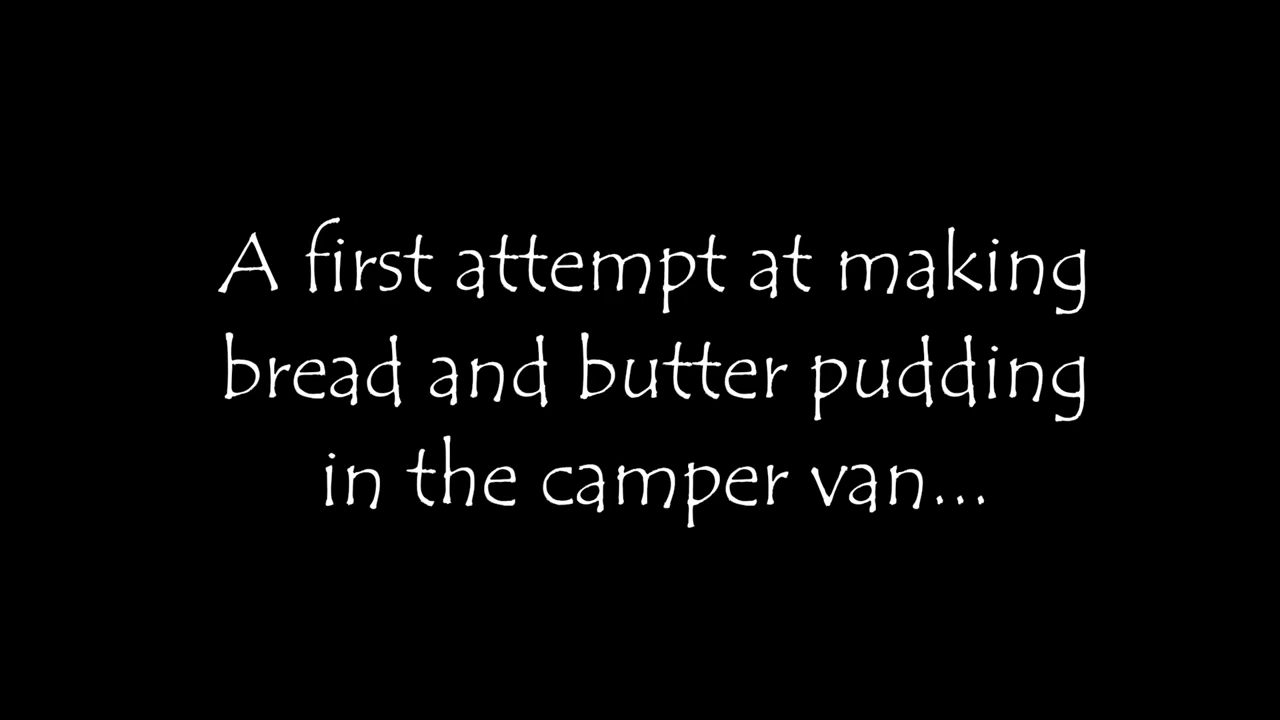 A first attempt at making
bread and butter pudding
in the camper van...